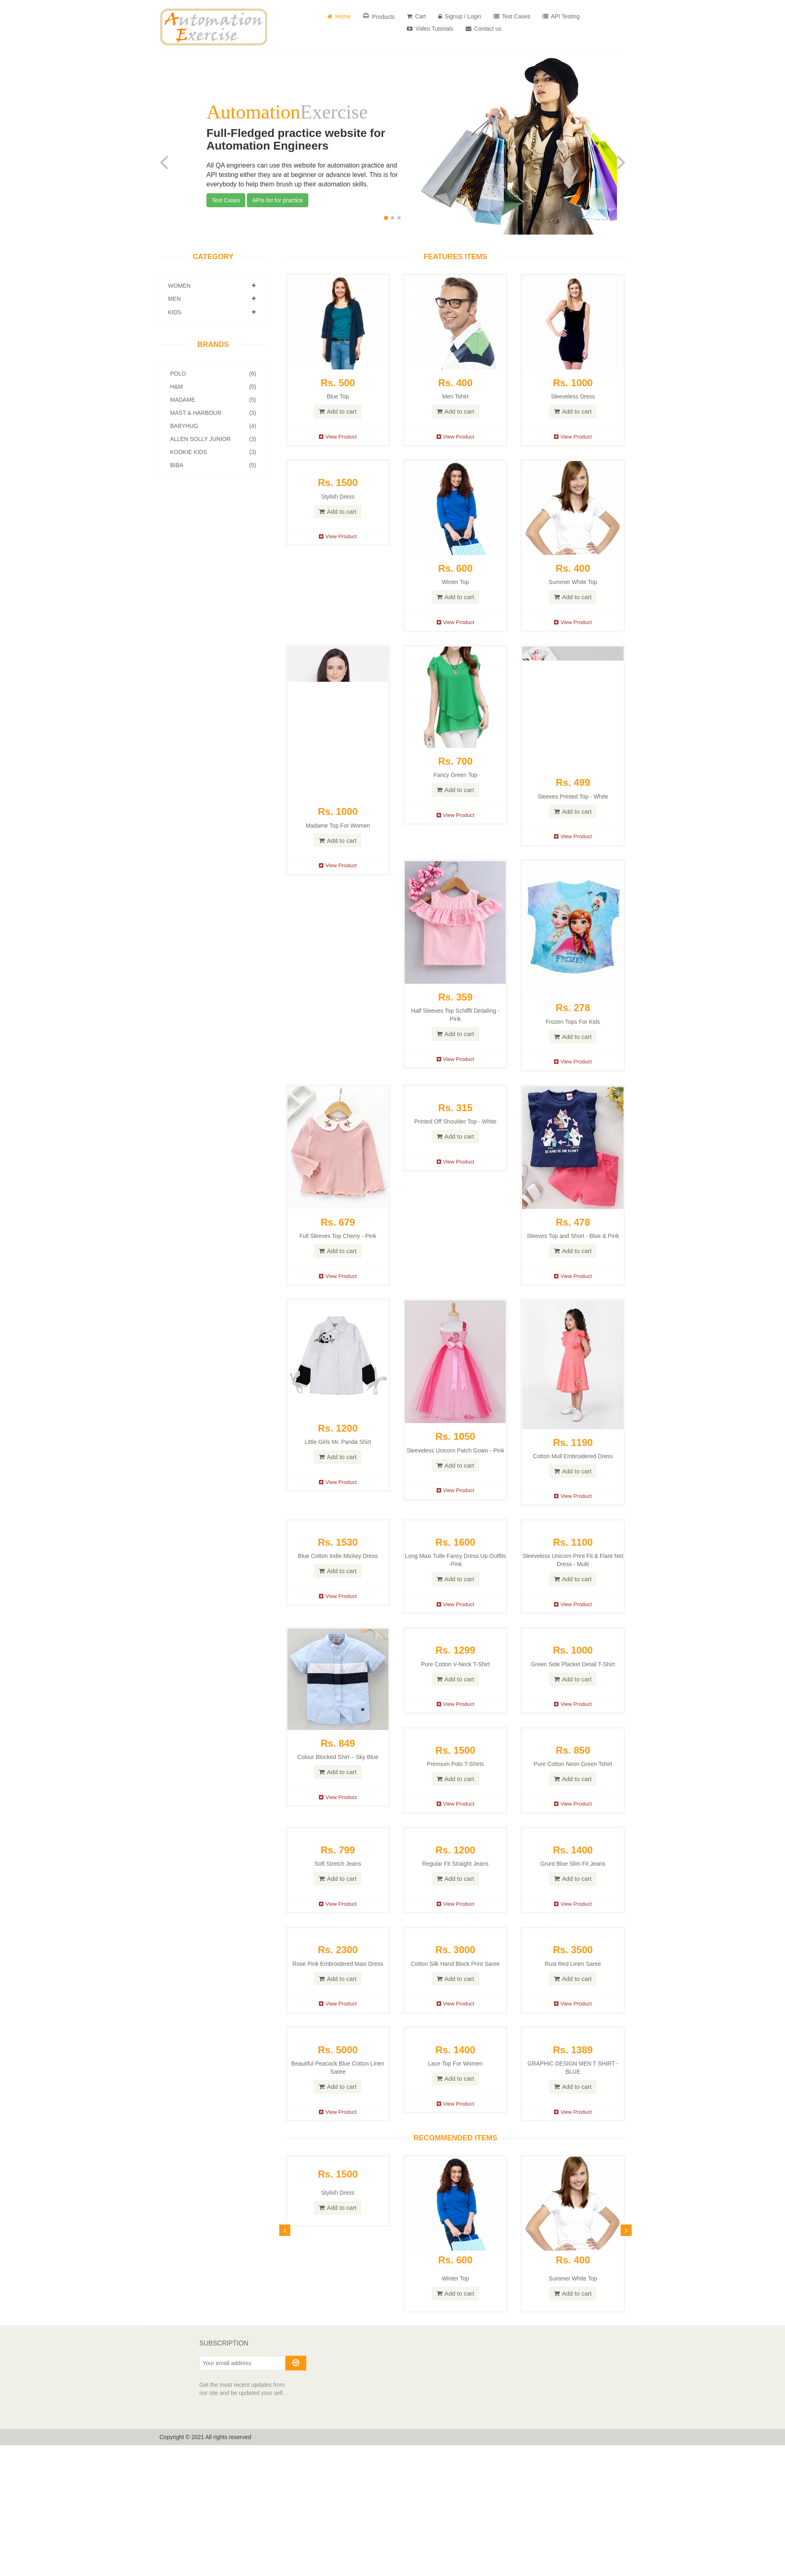 Automation
Exercise
Home
Products
Cart
Signup / Login
Test Cases
API Testing
Video Tutorials
Contact us
AutomationExercise
Full-Fledged practice website for
Automation Engineers
All QA engineers can use this website for automation practice and
API testing either they are at beginner or advance level. This is for
everybody to help them brush up their automation skills.
Test Cases
APIs list for practice
CATEGORY
WOMEN
MEN
KIDS
BRANDS
POLO (6)
H&M (5)
MADAME (5)
MAST & HARBOUR (3)
BABYHUG (4)
ALLEN SOLLY JUNIOR (3)
KOOKIE KIDS (3)
BIBA (5)
FEATURES ITEMS
Rs. 500
Blue Top
Add to cart
View Product
Rs. 400
Men Tshirt
Add to cart
View Product
Rs. 1000
Sleeveless Dress
Add to cart
View Product
Rs. 1500
Stylish Dress
Add to cart
View Product
Rs. 600
Winter Top
Add to cart
View Product
Rs. 400
Summer White Top
Add to cart
View Product
Rs. 1000
Madame Top For Women
Add to cart
View Product
Rs. 700
Fancy Green Top
Add to cart
View Product
Rs. 499
Sleeves Printed Top - White
Add to cart
View Product
Rs. 359
Half Sleeves Top Schiffli Detailing -
Pink
Add to cart
View Product
FROZEN
Rs. 278
Frozen Tops For Kids
Add to cart
View Product
Rs. 679
Full Sleeves Top Cherry - Pink
Add to cart
View Product
Rs. 315
Printed Off Shoulder Top - White
Add to cart
View Product
BE KIND TO THE PLANET
Rs. 478
Sleeves Top and Short - Blue & Pink
Add to cart
View Product
Rs. 1200
Little Girls Mr. Panda Shirt
Add to cart
View Product
Rs. 1050
Sleeveless Unicorn Patch Gown - Pink
Add to cart
View Product
Rs. 1190
Cotton Mull Embroidered Dress
Add to cart
View Product
Rs. 1530
Blue Cotton Indie Mickey Dress
Add to cart
View Product
Rs. 1600
Long Maxi Tulle Fancy Dress Up Outfits
-Pink
Add to cart
View Product
Rs. 1100
Sleeveless Unicorn Print Fit & Flare Net
Dress - Multi
Add to cart
View Product
Rs. 849
Colour Blocked Shirt – Sky Blue
Add to cart
View Product
Rs. 1299
Pure Cotton V-Neck T-Shirt
Add to cart
View Product
Rs. 1000
Green Side Placket Detail T-Shirt
Add to cart
View Product
Rs. 1500
Premium Polo T-Shirts
Add to cart
View Product
Rs. 850
Pure Cotton Neon Green Tshirt
Add to cart
View Product
Rs. 799
Soft Stretch Jeans
Add to cart
View Product
Rs. 1200
Regular Fit Straight Jeans
Add to cart
View Product
Rs. 1400
Grunt Blue Slim Fit Jeans
Add to cart
View Product
Rs. 2300
Rose Pink Embroidered Maxi Dress
Add to cart
View Product
Rs. 3000
Cotton Silk Hand Block Print Saree
Add to cart
View Product
Rs. 3500
Rust Red Linen Saree
Add to cart
View Product
Rs. 5000
Beautiful Peacock Blue Cotton Linen
Saree
Add to cart
View Product
Rs. 1400
Lace Top For Women
Add to cart
View Product
Rs. 1389
GRAPHIC DESIGN MEN T SHIRT -
BLUE
Add to cart
View Product
RECOMMENDED ITEMS
Rs. 1500
Stylish Dress
Add to cart
Rs. 600
Winter Top
Add to cart
Rs. 400
Summer White Top
Add to cart
SUBSCRIPTION
Your email address
Get the most recent updates from
our site and be updated your self...
Copyright © 2021 All rights reserved